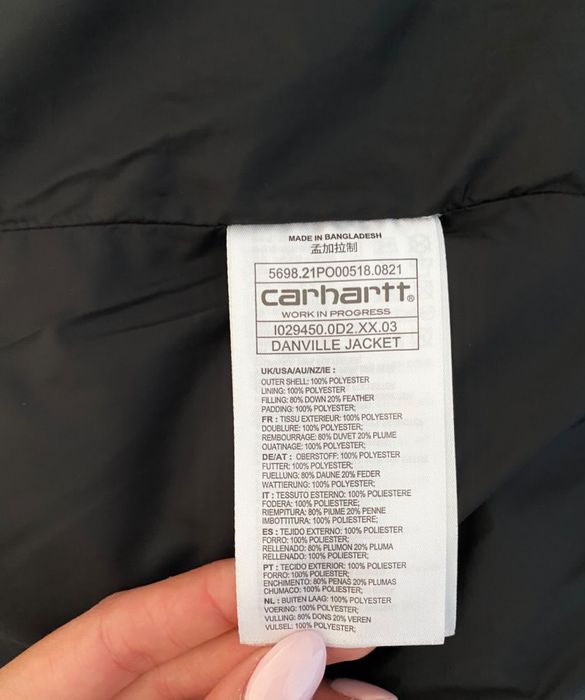 MADE IN BANGLADESH
孟加拉制
5698.21PO00518.0821
carhartt®
WORK IN PROGRESS
I029450.0D2.XX.03
DANVILLE JACKET
UK/USA/AU/NZ/IE :
OUTER SHELL: 100% POLYESTER
LINING: 100% POLYESTER
FILLING: 80% DOWN 20% FEATHER
PADDING: 100% POLYESTER;
FR : TISSU EXTERIEUR: 100% POLYESTER
DOUBLURE: 100% POLYESTER;
REMBOURRAGE: 80% DUVET 20% PLUME
OUATINAGE: 100% POLYESTER;
DE/AT : OBERSTOFF: 100% POLYESTER
FUTTER: 100% POLYESTER;
FUELLUNG: 80% DAUNE 20% FEDER
WATTIERUNG: 100% POLYESTER;
IT : TESSUTO ESTERNO: 100% POLIESTERE
FODERA: 100% POLIESTERE;
RIEMPITURA: 80% PIUME 20% PENNE
IMBOTTITURA: 100% POLIESTERE;
ES : TEJIDO EXTERNO: 100% POLIESTER
FORRO: 100% POLIESTER;
RELLENADO: 80% PLUMON 20% PLUMA
RELLENO: 100% POLIESTER;
PT : TECIDO EXTERIOR: 100% POLIESTER
FORRO: 100% POLIESTER;
ENCHIMENTO: 80% PENAS 20% PLUMAS
CHUMACO: 100% POLIESTER;
NL : BUITEN LAAG: 100% POLYESTER
VOERING: 100% POLYESTER;
VULLING: 80% DONS 20% VEREN
VULSEL: 100% POLYESTER;